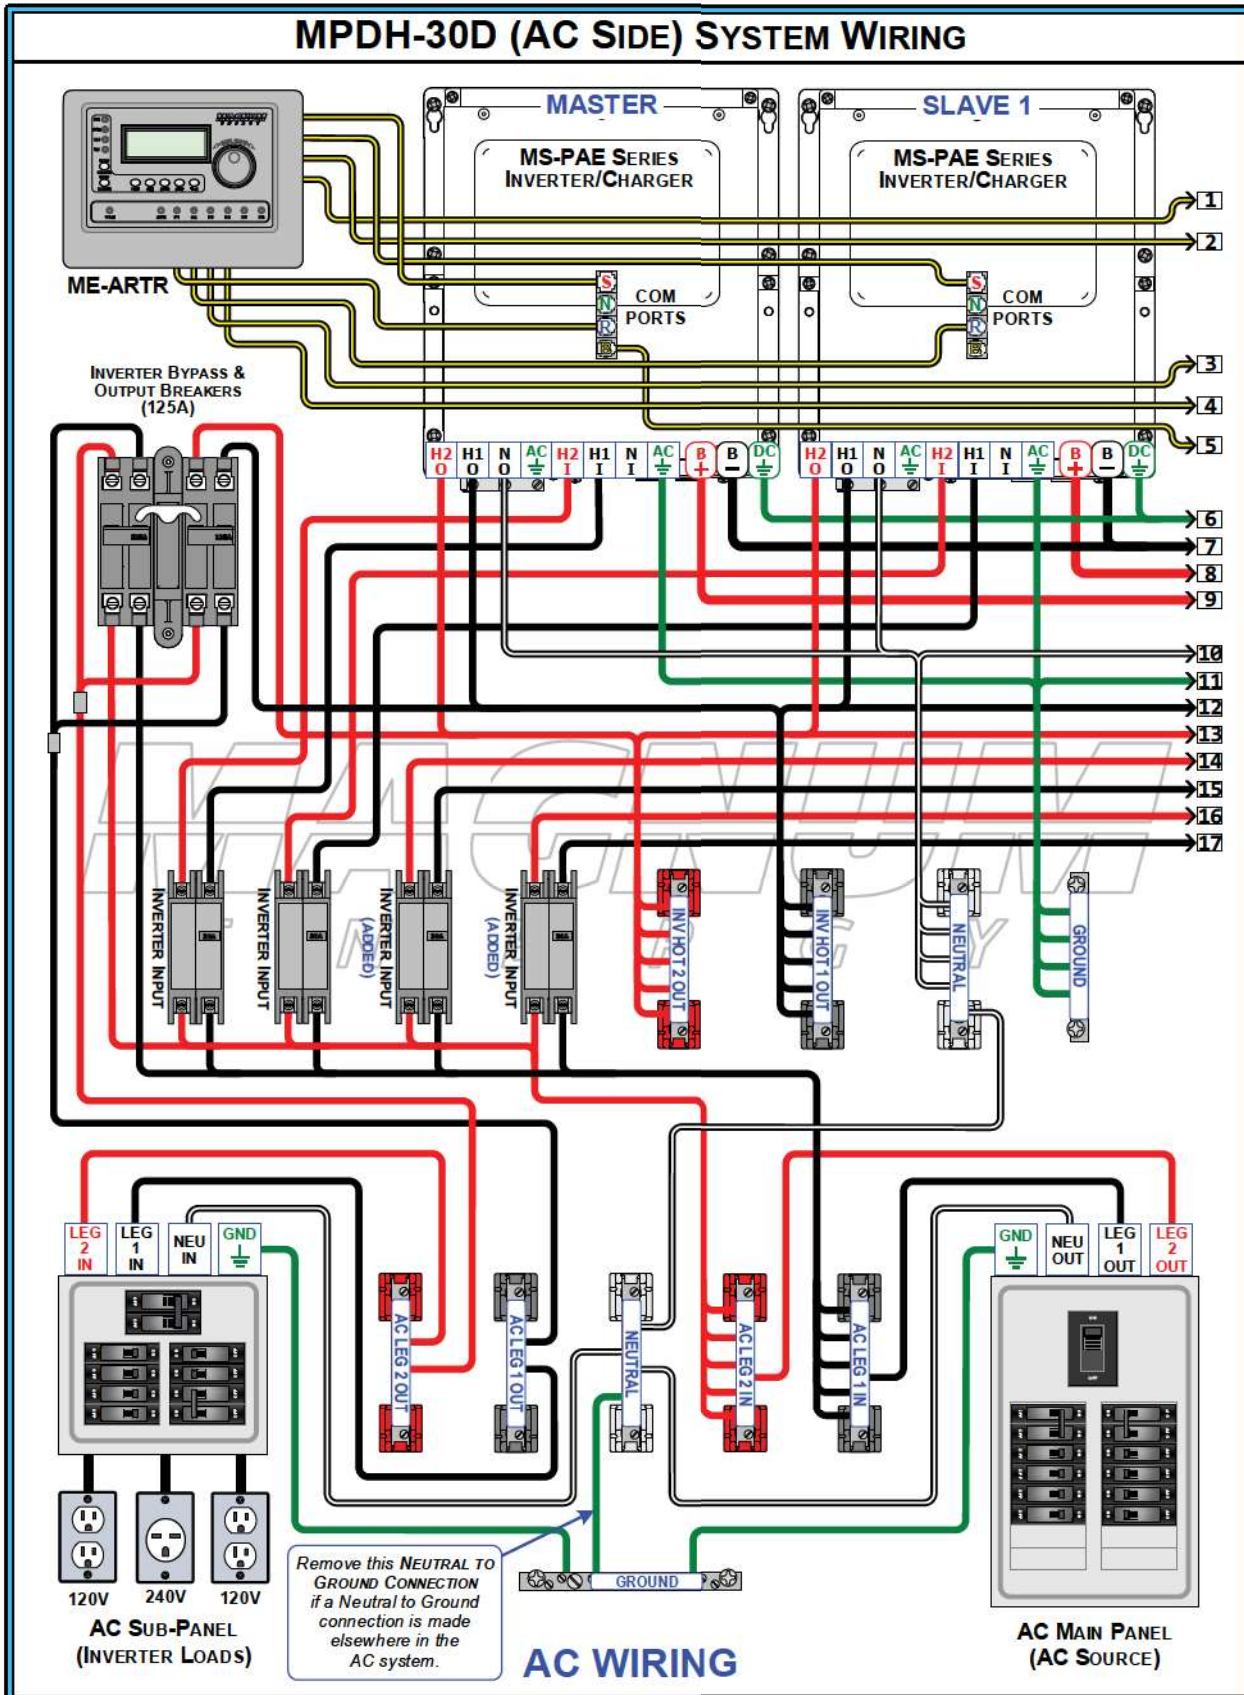 MPDH-30D (AC SIDE) SYSTEM WIRING
MASTER
SLAVE 1
MS-PAE SERIES
INVERTER/CHARGER
MS-PAE SERIES
INVERTER/CHARGER
ME-ARTR
S
N
R
B
COM
PORTS
S
N
R
B
COM
PORTS
1
2
3
4
5
INVERTER BYPASS &
OUTPUT BREAKERS
(125A)
H2 O
H1 O
N O
AC
H2 I
H1 I
N I
AC
B +
B –
DC
H2 O
H1 O
N O
AC
H2 I
H1 I
N I
AC
B +
B –
DC
6
7
8
9
10
11
12
13
14
15
16
17
MAGNUM
ENERGY
INVERTER INPUT
INVERTER INPUT
INVERTER INPUT
(ADDED)
INVERTER INPUT
(ADDED)
30A
30A
30A
30A
INV HOT 2 OUT
INV HOT 1 OUT
NEUTRAL
GROUND
LEG 2 IN
LEG 1 IN
NEU IN
GND
GND
NEU OUT
LEG 1 OUT
LEG 2 OUT
AC LEG 2 OUT
AC LEG 1 OUT
NEUTRAL
AC LEG 2 IN
AC LEG 1 IN
120V
240V
120V
AC SUB-PANEL
(INVERTER LOADS)
Remove this NEUTRAL TO
GROUND CONNECTION
if a Neutral to Ground
connection is made
elsewhere in the
AC system.
GROUND
AC WIRING
AC MAIN PANEL
(AC SOURCE)